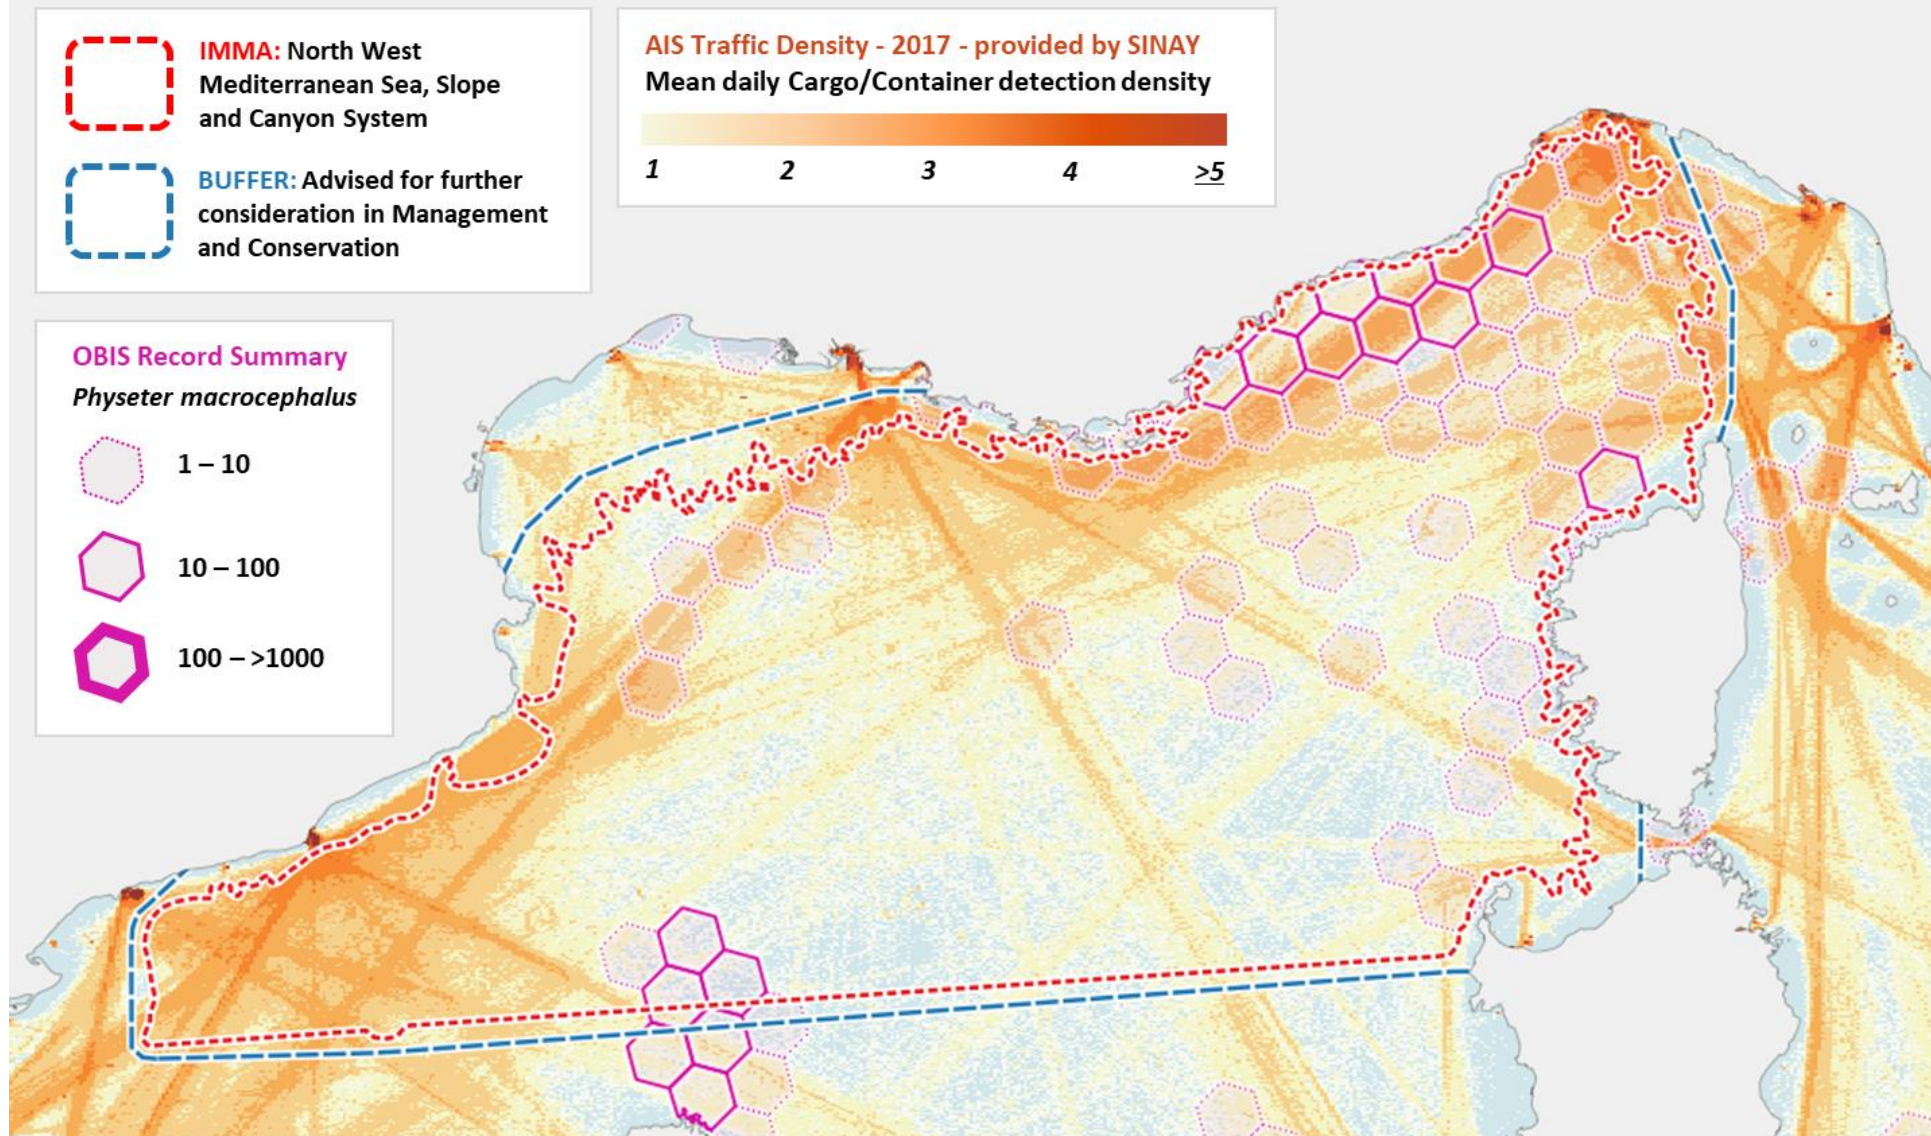 IMMA: North West
Mediterranean Sea, Slope
and Canyon System
BUFFER: Advised for further
consideration in Management
and Conservation
AIS Traffic Density - 2017 - provided by SINAY
Mean daily Cargo/Container detection density
1 2 3 4 >5
OBIS Record Summary
Physeter macrocephalus
1 – 10
10 – 100
100 – >1000